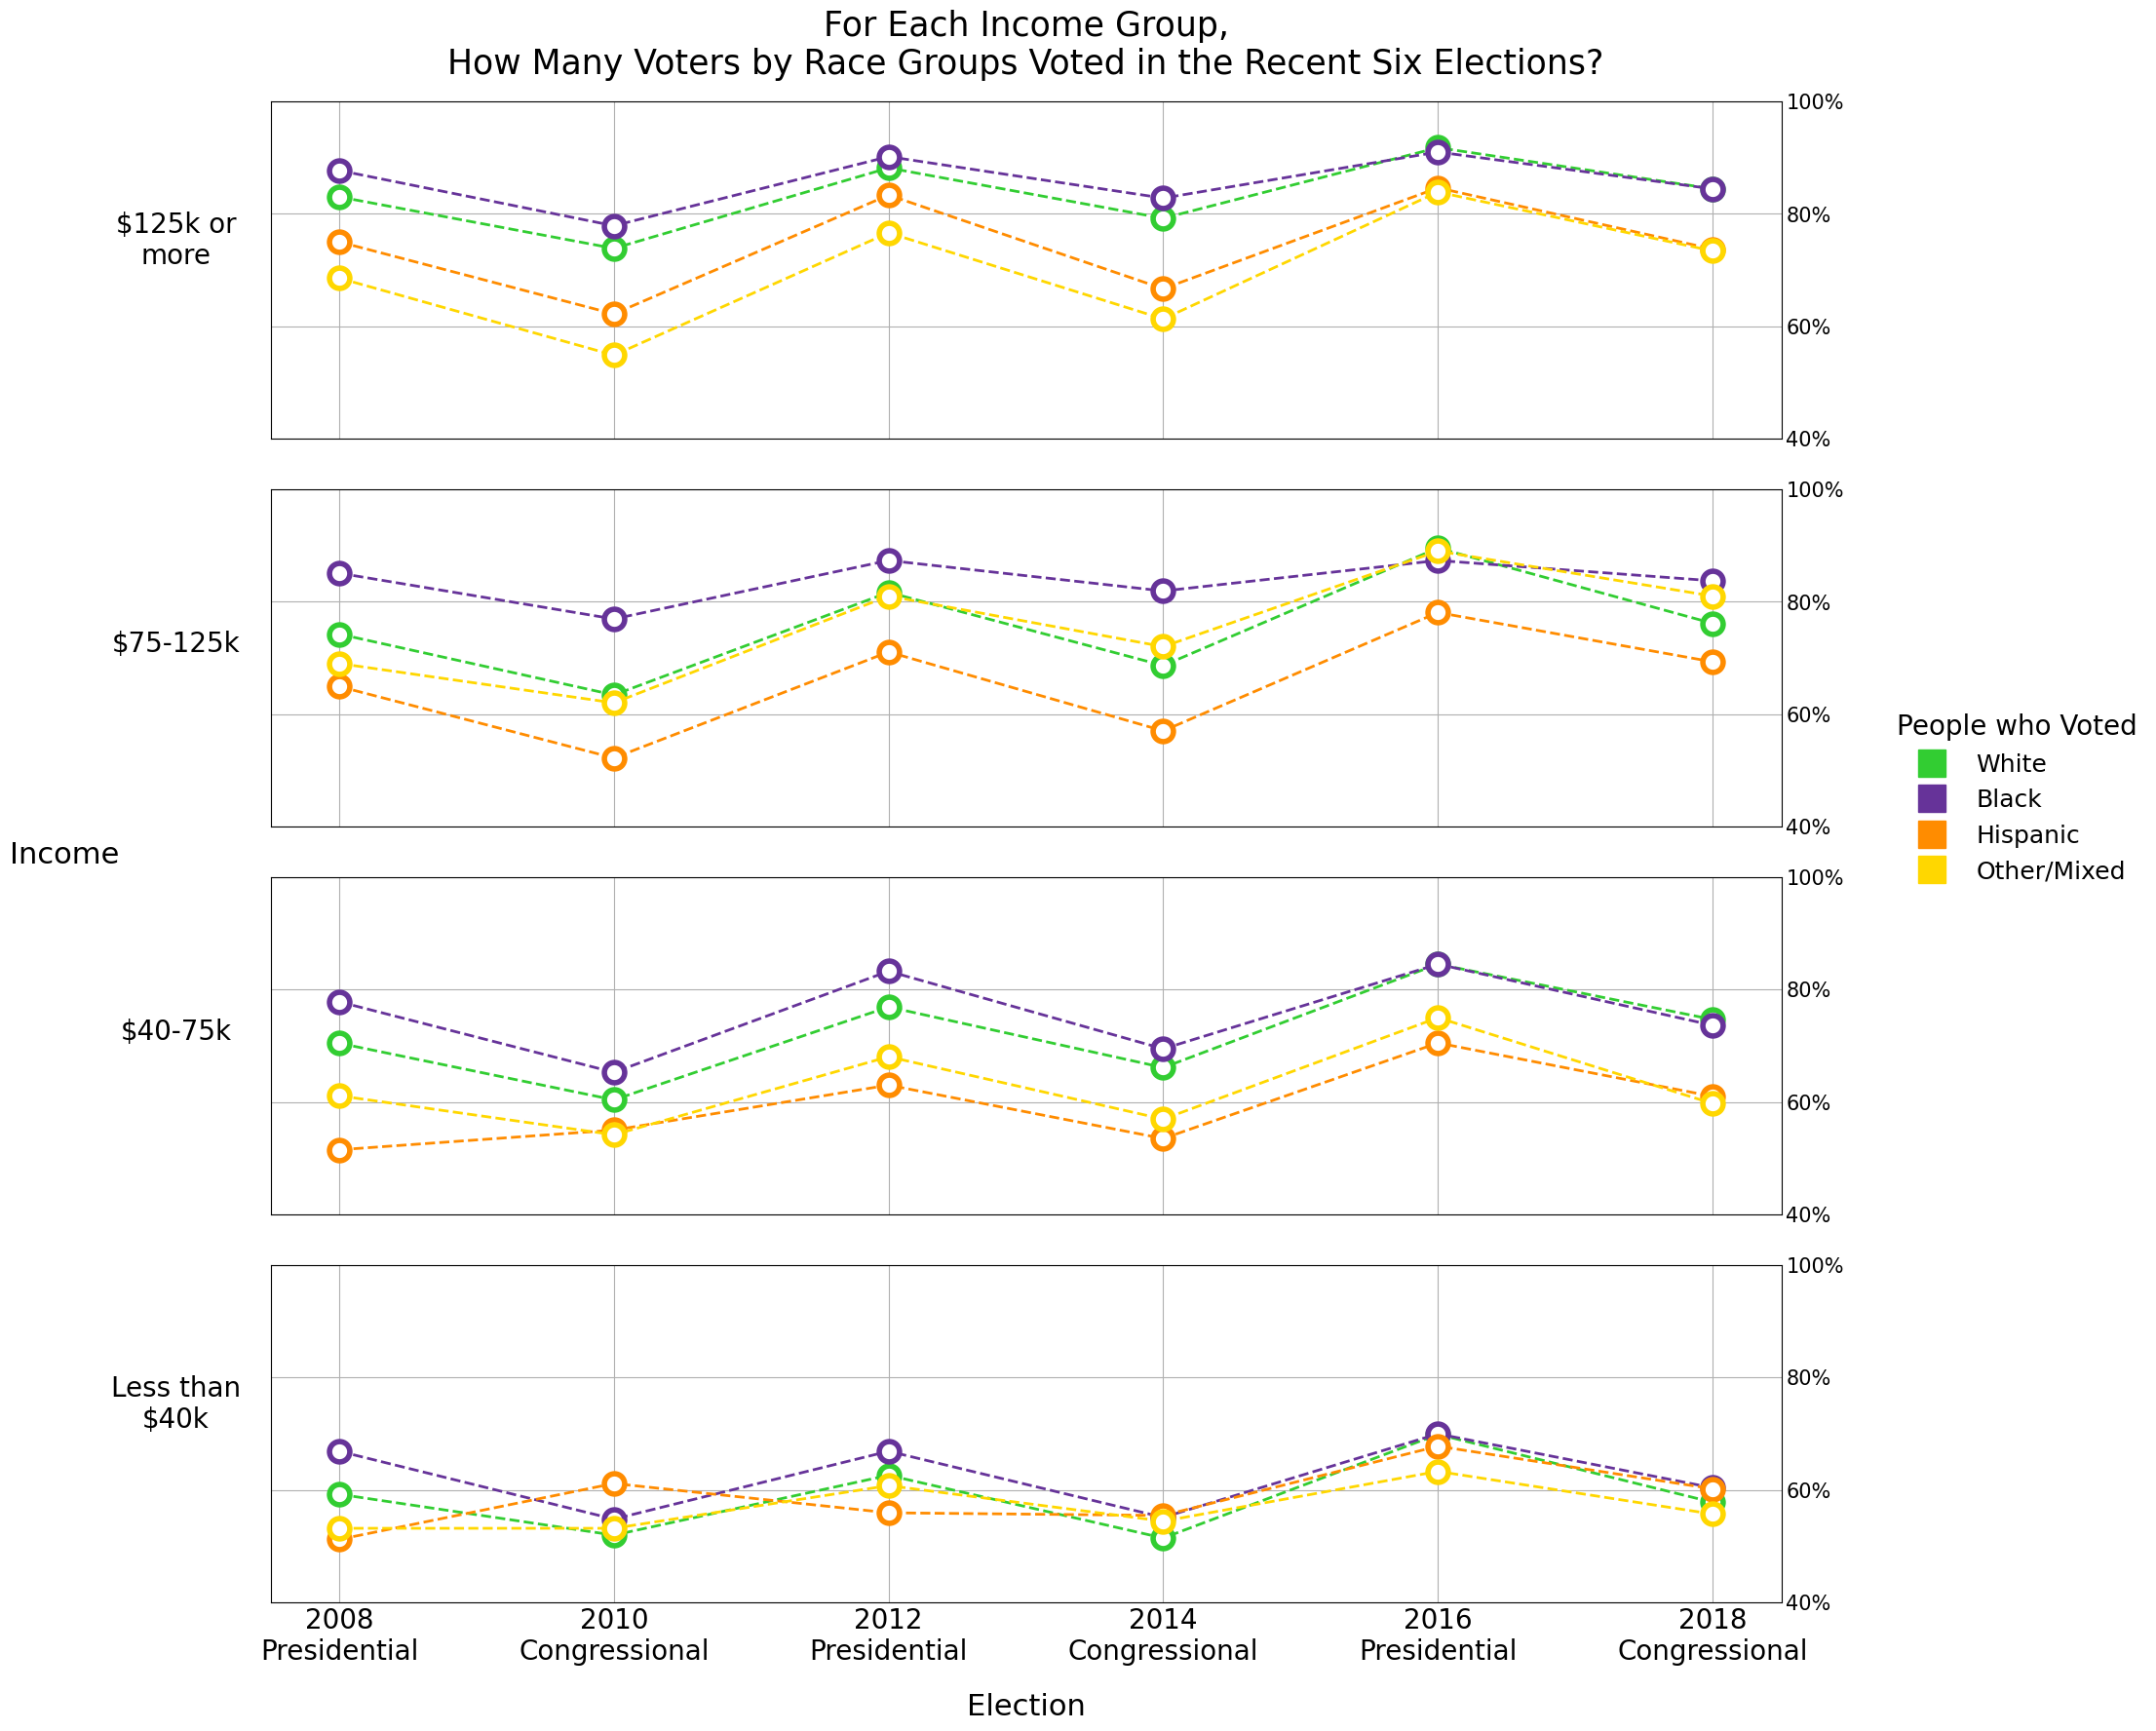 For Each Income Group,
How Many Voters by Race Groups Voted in the Recent Six Elections?
$125k or
more
100%
80%
60%
40%
$75-125k
100%
80%
60%
40%
Income
People who Voted
White
Black
Hispanic
Other/Mixed
$40-75k
100%
80%
60%
40%
Less than
$40k
100%
80%
60%
40%
2008
Presidential
2010
Congressional
2012
Presidential
2014
Congressional
2016
Presidential
2018
Congressional
Election